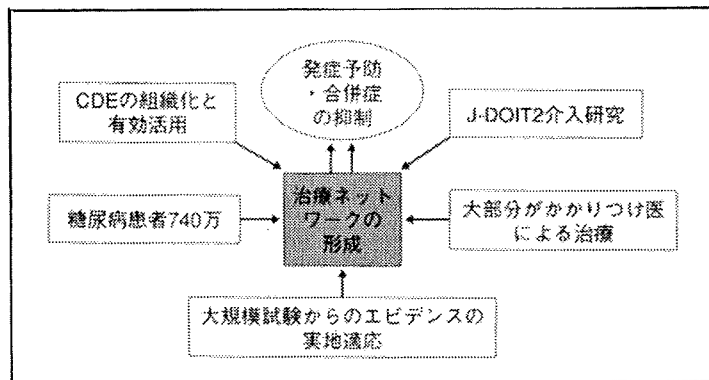 発症予防
・合併症
の抑制
CDEの組織化と
有効活用
J-DOIT2介入研究
糖尿病患者740万
治療ネット
ワークの
形成
大部分がかかりつけ医
による治療
大規模試験からのエビデンスの
実地適応